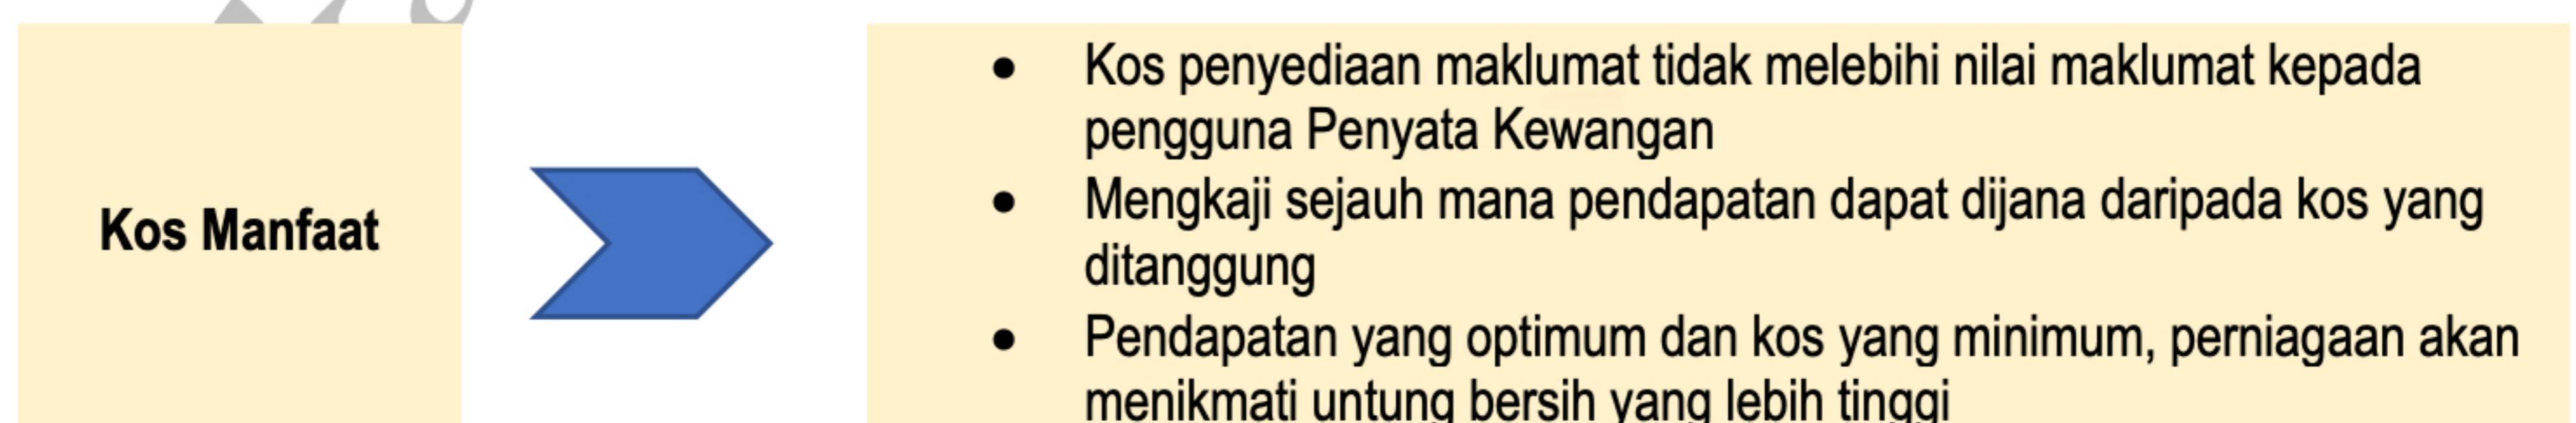 Kos Manfaat
• Kos penyediaan maklumat tidak melebihi nilai maklumat kepada
pengguna Penyata Kewangan
• Mengkaji sejauh mana pendapatan dapat dijana daripada kos yang
ditanggung
• Pendapatan yang optimum dan kos yang minimum, perniagaan akan
menikmati untung bersih yang lebih tinggi